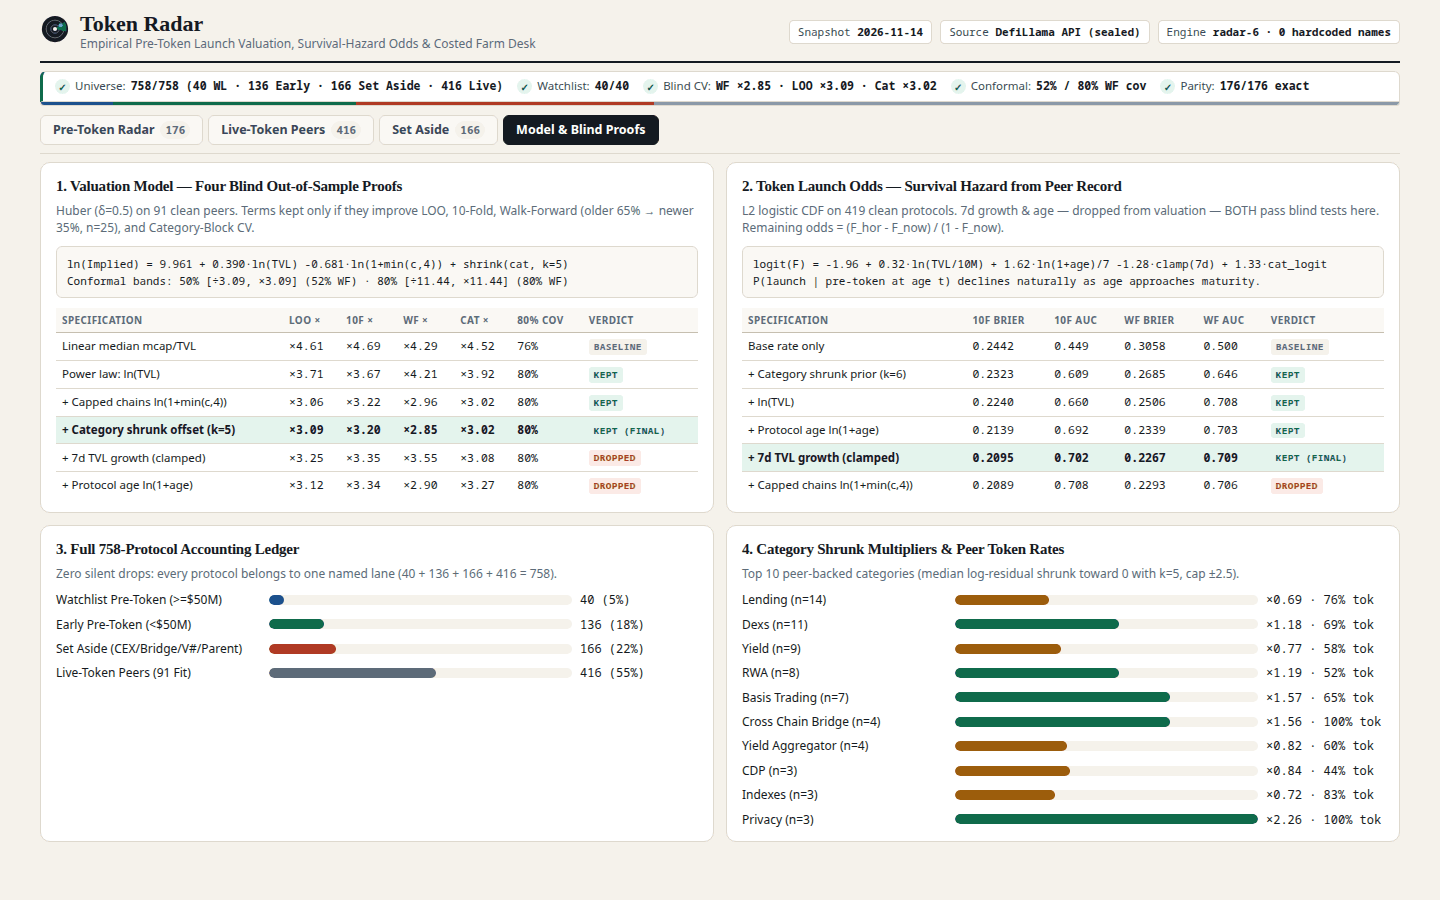 Token Radar
Empirical Pre-Token Launch Valuation, Survival-Hazard Odds & Costed Farm Desk
Snapshot 2026-11-14
Source DefiLlama API (sealed)
Engine radar-6 · 0 hardcoded names
✓ Universe: 758/758 (40 WL · 136 Early · 166 Set Aside · 416 Live) ✓ Watchlist: 40/40 ✓ Blind CV: WF ×2.85 · LOO ×3.09 · Cat ×3.02 ✓ Conformal: 52% / 80% WF cov ✓ Parity: 176/176 exact
Pre-Token Radar 176
Live-Token Peers 416
Set Aside 166
Model & Blind Proofs
1. Valuation Model — Four Blind Out-of-Sample Proofs
Huber (δ=0.5) on 91 clean peers. Terms kept only if they improve LOO, 10-Fold, Walk-Forward (older 65% → newer
35%, n=25), and Category-Block CV.
ln(Implied) = 9.961 + 0.390·ln(TVL) -0.681·ln(1+min(c,4)) + shrink(cat, k=5)
Conformal bands: 50% [÷3.09, ×3.09] (52% WF) · 80% [÷11.44, ×11.44] (80% WF)
SPECIFICATION LOO × 10F × WF × CAT × 80% COV VERDICT
Linear median mcap/TVL ×4.61 ×4.69 ×4.29 ×4.52 76% BASELINE
Power law: ln(TVL) ×3.71 ×3.67 ×4.21 ×3.92 80% KEPT
+ Capped chains ln(1+min(c,4)) ×3.06 ×3.22 ×2.96 ×3.02 80% KEPT
+ Category shrunk offset (k=5) ×3.09 ×3.20 ×2.85 ×3.02 80% KEPT (FINAL)
+ 7d TVL growth (clamped) ×3.25 ×3.35 ×3.55 ×3.08 80% DROPPED
+ Protocol age ln(1+age) ×3.12 ×3.34 ×2.90 ×3.27 80% DROPPED
2. Token Launch Odds — Survival Hazard from Peer Record
L2 logistic CDF on 419 clean protocols. 7d growth & age — dropped from valuation — BOTH pass blind tests here.
Remaining odds = (F_hor - F_now) / (1 - F_now).
logit(F) = -1.96 + 0.32·ln(TVL/10M) + 1.62·ln(1+age)/7 -1.28·clamp(7d) + 1.33·cat_logit
P(launch | pre-token at age t) declines naturally as age approaches maturity.
SPECIFICATION 10F BRIER 10F AUC WF BRIER WF AUC VERDICT
Base rate only 0.2442 0.449 0.3058 0.500 BASELINE
+ Category shrunk prior (k=6) 0.2323 0.609 0.2685 0.646 KEPT
+ ln(TVL) 0.2240 0.660 0.2506 0.708 KEPT
+ Protocol age ln(1+age) 0.2139 0.692 0.2339 0.703 KEPT
+ 7d TVL growth (clamped) 0.2095 0.702 0.2267 0.709 KEPT (FINAL)
+ Capped chains ln(1+min(c,4)) 0.2089 0.708 0.2293 0.706 DROPPED
3. Full 758-Protocol Accounting Ledger
Zero silent drops: every protocol belongs to one named lane (40 + 136 + 166 + 416 = 758).
Watchlist Pre-Token (>=$50M) 40 (5%)
Early Pre-Token (<$50M) 136 (18%)
Set Aside (CEX/Bridge/V#/Parent) 166 (22%)
Live-Token Peers (91 Fit) 416 (55%)
4. Category Shrunk Multipliers & Peer Token Rates
Top 10 peer-backed categories (median log-residual shrunk toward 0 with k=5, cap ±2.5).
Lending (n=14) ×0.69 · 76% tok
Dexs (n=11) ×1.18 · 69% tok
Yield (n=9) ×0.77 · 58% tok
RWA (n=8) ×1.19 · 52% tok
Basis Trading (n=7) ×1.57 · 65% tok
Cross Chain Bridge (n=4) ×1.56 · 100% tok
Yield Aggregator (n=4) ×0.82 · 60% tok
CDP (n=3) ×0.84 · 44% tok
Indexes (n=3) ×0.72 · 83% tok
Privacy (n=3) ×2.26 · 100% tok